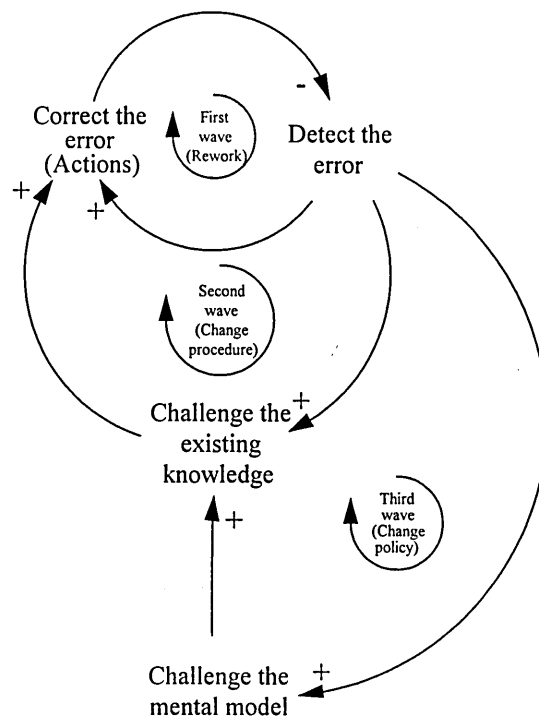 -
Correct the
error
(Actions)
First
wave
(Rework)
Detect the
error
+
+
Second
wave
(Change
procedure)
+
Challenge the
existing
knowledge
+
Third
wave
(Change
policy)
+
Challenge the
mental model